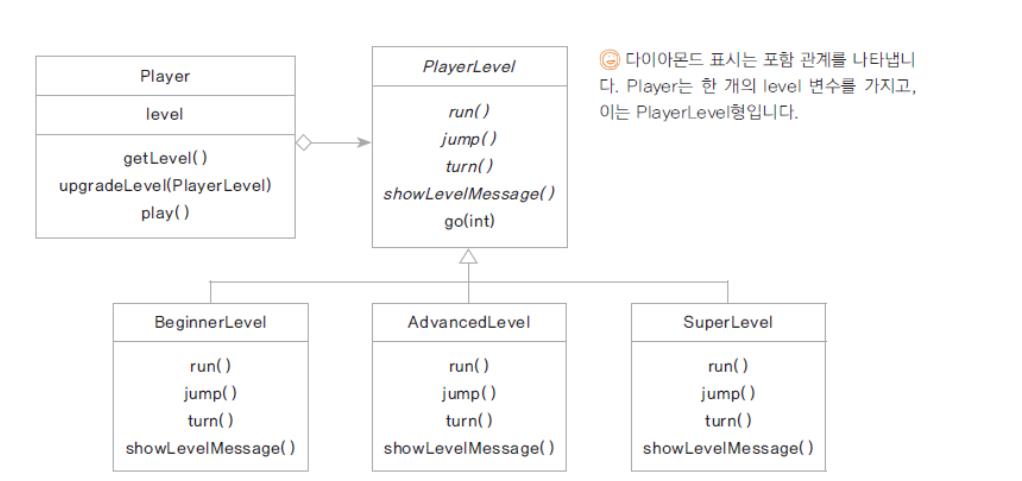 Player
level
getLevel()
upgradeLevel(PlayerLevel)
play()
PlayerLevel
run()
jump()
turn()
showLevelMessage()
go(int)
다이아몬드 표시는 포함 관계를 나타냅니
다. Player는 한 개의 level 변수를 가지고,
이는 PlayerLevel형입니다.
BeginnerLevel
run()
jump()
turn()
showLevelMessage()
AdvancedLevel
run()
jump()
turn()
showLevelMessage()
SuperLevel
run()
jump()
turn()
showLevelMessage()